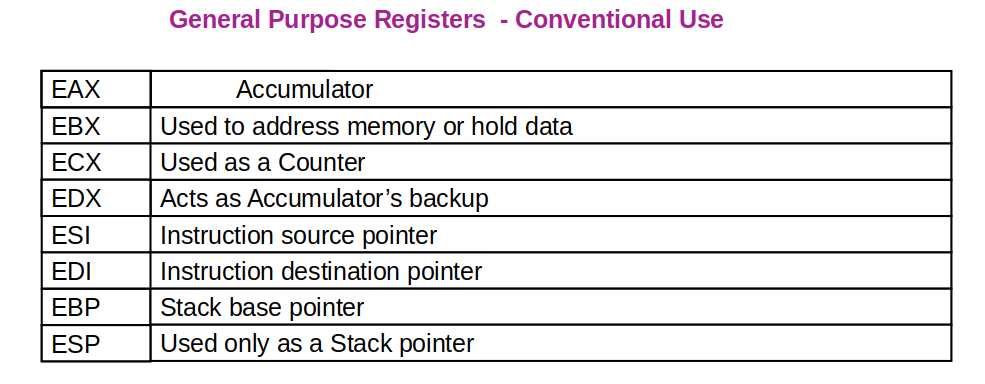 General Purpose Registers - Conventional Use
EAX Accumulator
EBX Used to address memory or hold data
ECX Used as a Counter
EDX Acts as Accumulator’s backup
ESI Instruction source pointer
EDI Instruction destination pointer
EBP Stack base pointer
ESP Used only as a Stack pointer